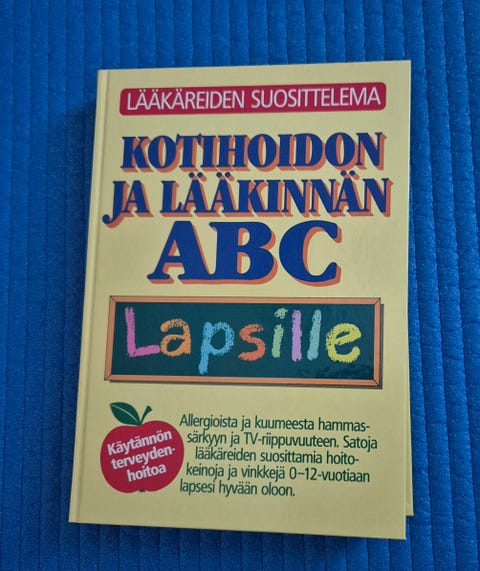 LÄÄKÄREIDEN SUOSITTELEMA
KOTIHOIDON
JA LÄÄKINNÄN
ABC
Lapsille
Käytännön
terveyden-
hoitoa
Allergioista ja kuumeesta hammas-
särkyyn ja TV-riippuvuuteen. Satoja
lääkäreiden suosittamia hoito-
keinoja ja vinkkejä 0–12-vuotiaan
lapsesi hyvään oloon.